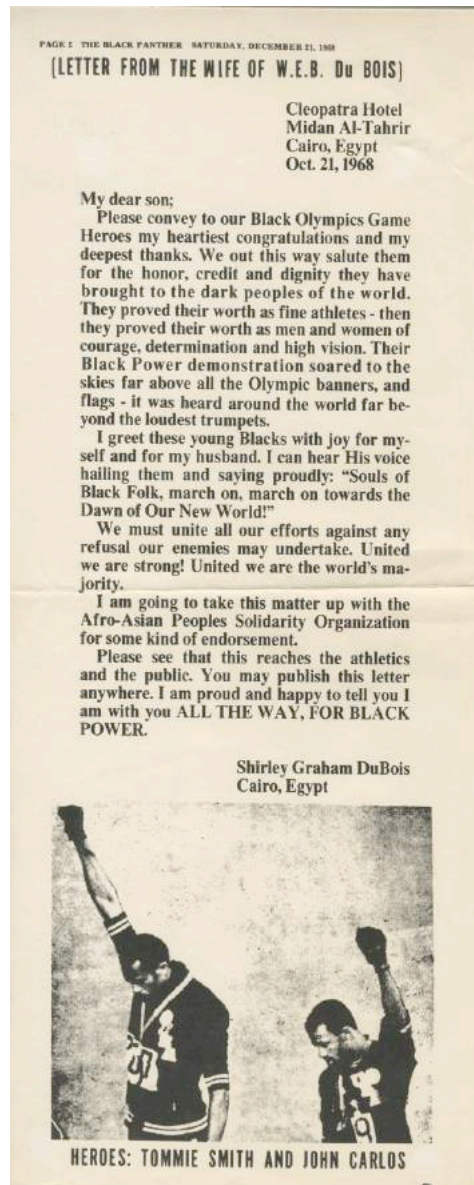 PAGE 2 THE BLACK PANTHER SATURDAY, DECEMBER 21, 1968
(LETTER FROM THE WIFE OF W.E.B. Du BOIS)
Cleopatra Hotel
Midan Al-Tahrir
Cairo, Egypt
Oct. 21, 1968
My dear son;
Please convey to our Black Olympics Game
Heroes my heartiest congratulations and my
deepest thanks. We out this way salute them
for the honor, credit and dignity they have
brought to the dark peoples of the world.
They proved their worth as fine athletes - then
they proved their worth as men and women of
courage, determination and high vision. Their
Black Power demonstration soared to the
skies far above all the Olympic banners, and
flags - it was heard around the world far be-
yond the loudest trumpets.
I greet these young Blacks with joy for my-
self and for my husband. I can hear His voice
hailing them and saying proudly: “Souls of
Black Folk, march on, march on towards the
Dawn of Our New World!”
We must unite all our efforts against any
refusal our enemies may undertake. United
we are strong! United we are the world's ma-
jority.
I am going to take this matter up with the
Afro-Asian Peoples Solidarity Organization
for some kind of endorsement.
Please see that this reaches the athletics
and the public. You may publish this letter
anywhere. I am proud and happy to tell you I
am with you ALL THE WAY, FOR BLACK
POWER.
Shirley Graham DuBois
Cairo, Egypt
HEROES: TOMMIE SMITH AND JOHN CARLOS